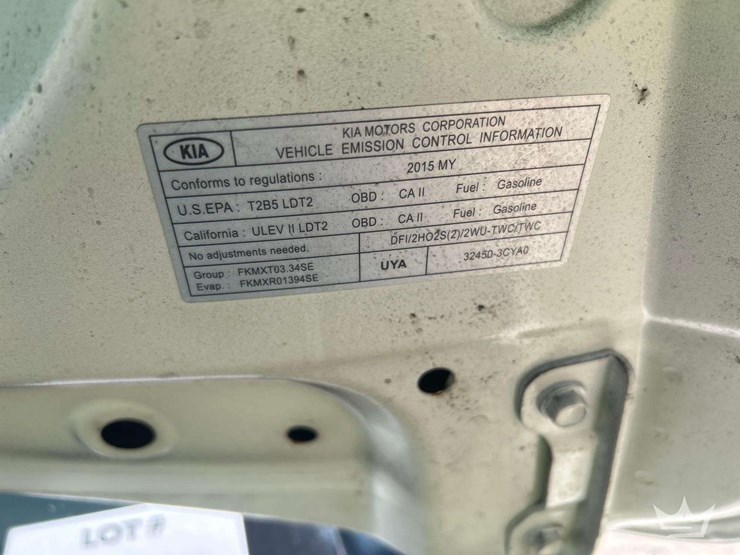 KIA
KIA MOTORS CORPORATION
VEHICLE EMISSION CONTROL INFORMATION
Conforms to regulations : 2015 MY
U.S.EPA : T2B5 LDT2 OBD : CA II Fuel : Gasoline
California : ULEV II LDT2 OBD : CA II Fuel : Gasoline
No adjustments needed. DFI/2HO2S(2)/2WU-TWC/TWC
Group : FKMXT03.34SE
Evap. : FKMXR01394SE
UYA
3245D-3CYA0
LOT #